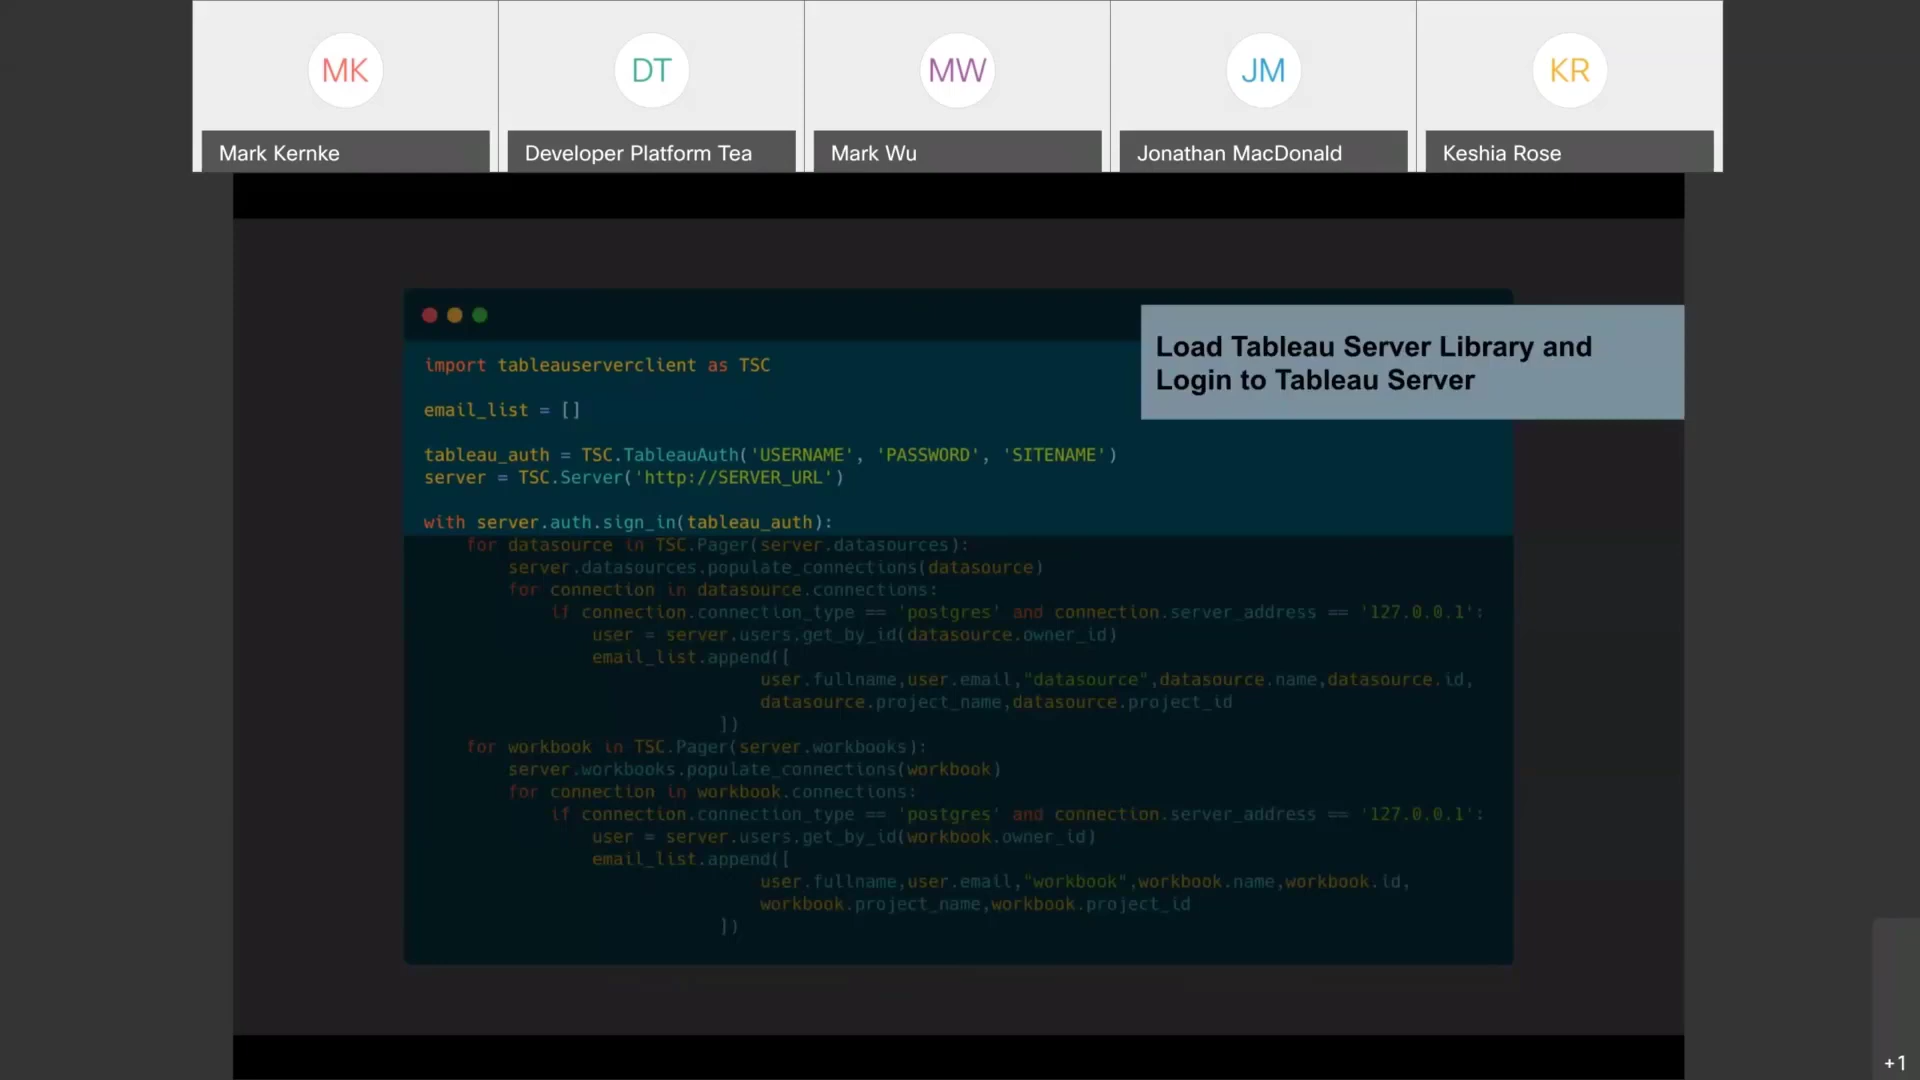 MK
DT
MW
JM
KR
Mark Kernke
Developer Platform Tea
Mark Wu
Jonathan MacDonald
Keshia Rose
Load Tableau Server Library and
Login to Tableau Server
import tableauserverclient as TSC
email_list = []
tableau_auth = TSC.TableauAuth('USERNAME', 'PASSWORD', 'SITENAME')
server = TSC.Server('http://SERVER_URL')
with server.auth.sign_in(tableau_auth):
for datasource in TSC.Pager(server.datasources):
server.datasources.populate_connections(datasource)
for connection in datasource.connections:
if connection.connection_type == 'postgres' and connection.server_address == '127.0.0.1':
user = server.users.get_by_id(datasource.owner_id)
email_list.append([
user.fullname,user.email,"datasource",datasource.name,datasource.id,
datasource.project_name,datasource.project_id
])
for workbook in TSC.Pager(server.workbooks):
server.workbooks.populate_connections(workbook)
for connection in workbook.connections:
if connection.connection_type == 'postgres' and connection.server_address == '127.0.0.1':
user = server.users.get_by_id(workbook.owner_id)
email_list.append([
user.fullname,user.email,"workbook",workbook.name,workbook.id,
workbook.project_name,workbook.project_id
])
+1